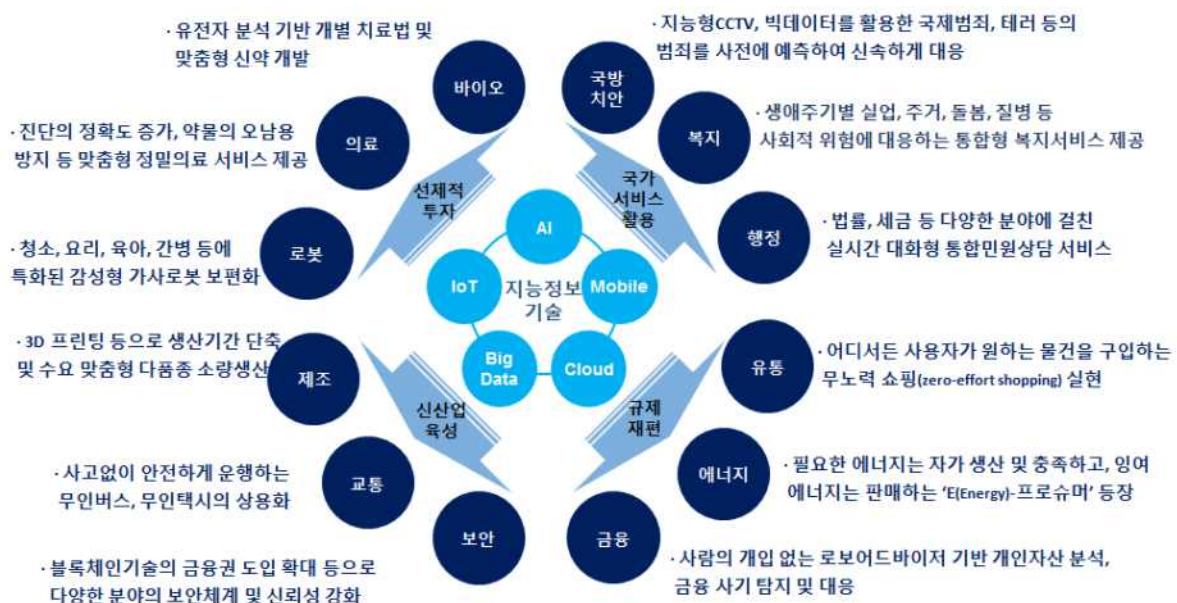 · 유전자 분석 기반 개별 치료법 및
맞춤형 신약 개발
바이오
· 진단의 정확도 증가, 약물의 오남용
방지 등 맞춤형 정밀의료 서비스 제공
의료
· 청소, 요리, 육아, 간병 등에
특화된 감성형 가사로봇 보편화
로봇
선제적
투자
· 지능형CCTV, 빅데이터를 활용한 국제범죄, 테러 등의
범죄를 사전에 예측하여 신속하게 대응
국방
치안
· 생애주기별 실업, 주거, 돌봄, 질병 등
사회적 위험에 대응하는 통합형 복지서비스 제공
복지
· 법률, 세금 등 다양한 분야에 걸친
실시간 대화형 통합민원상담 서비스
행정
국가
서비스
활용
AI
IoT
지능정보
기술
Mobile
Big
Data
Cloud
· 3D 프린팅 등으로 생산기간 단축
및 수요 맞춤형 다품종 소량생산
제조
· 사고없이 안전하게 운행하는
무인버스, 무인택시의 상용화
교통
· 블록체인기술의 금융권 도입 확대 등으로
다양한 분야의 보안체계 및 신뢰성 강화
보안
신산업
육성
· 어디서든 사용자가 원하는 물건을 구입하는
무노력 쇼핑(zero-effort shopping) 실현
유통
· 필요한 에너지는 자가 생산 및 충족하고, 잉여
에너지는 판매하는 ‘E(Energy)-프로슈머’ 등장
에너지
· 사람의 개입 없는 로보어드바이저 기반 개인자산 분석,
금융 사기 탐지 및 대응
금융
규제
재편